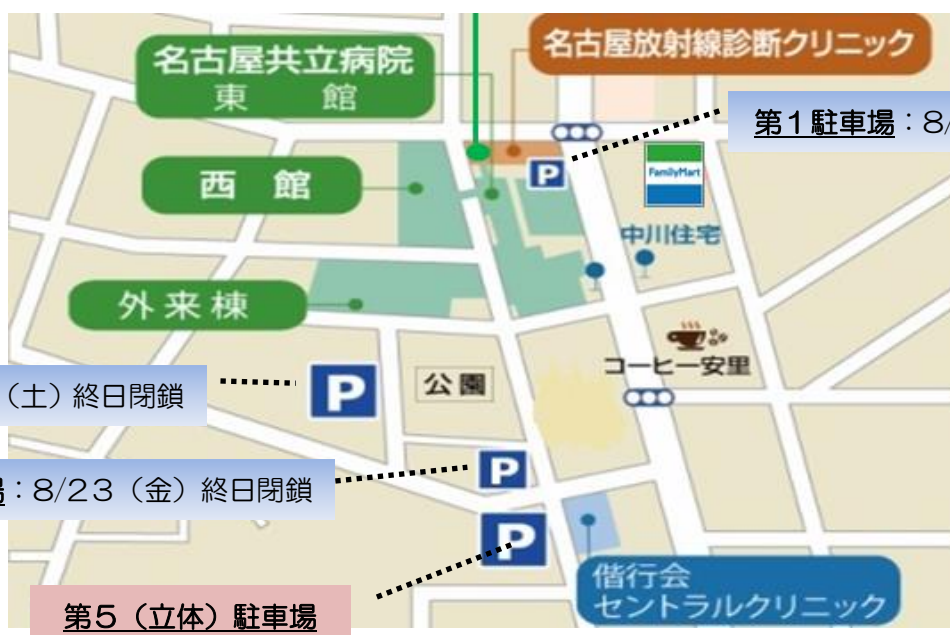 名古屋共立病院
東 館
名古屋放射線診断クリニック
第1駐車場:8/
P
FamilyMart
西 館
中川住宅
外来棟
コーヒー安里
(土)終日閉鎖
P
公園
場:8/23(金)終日閉鎖
P
P
第5(立体)駐車場
偕行会
セントラルクリニック